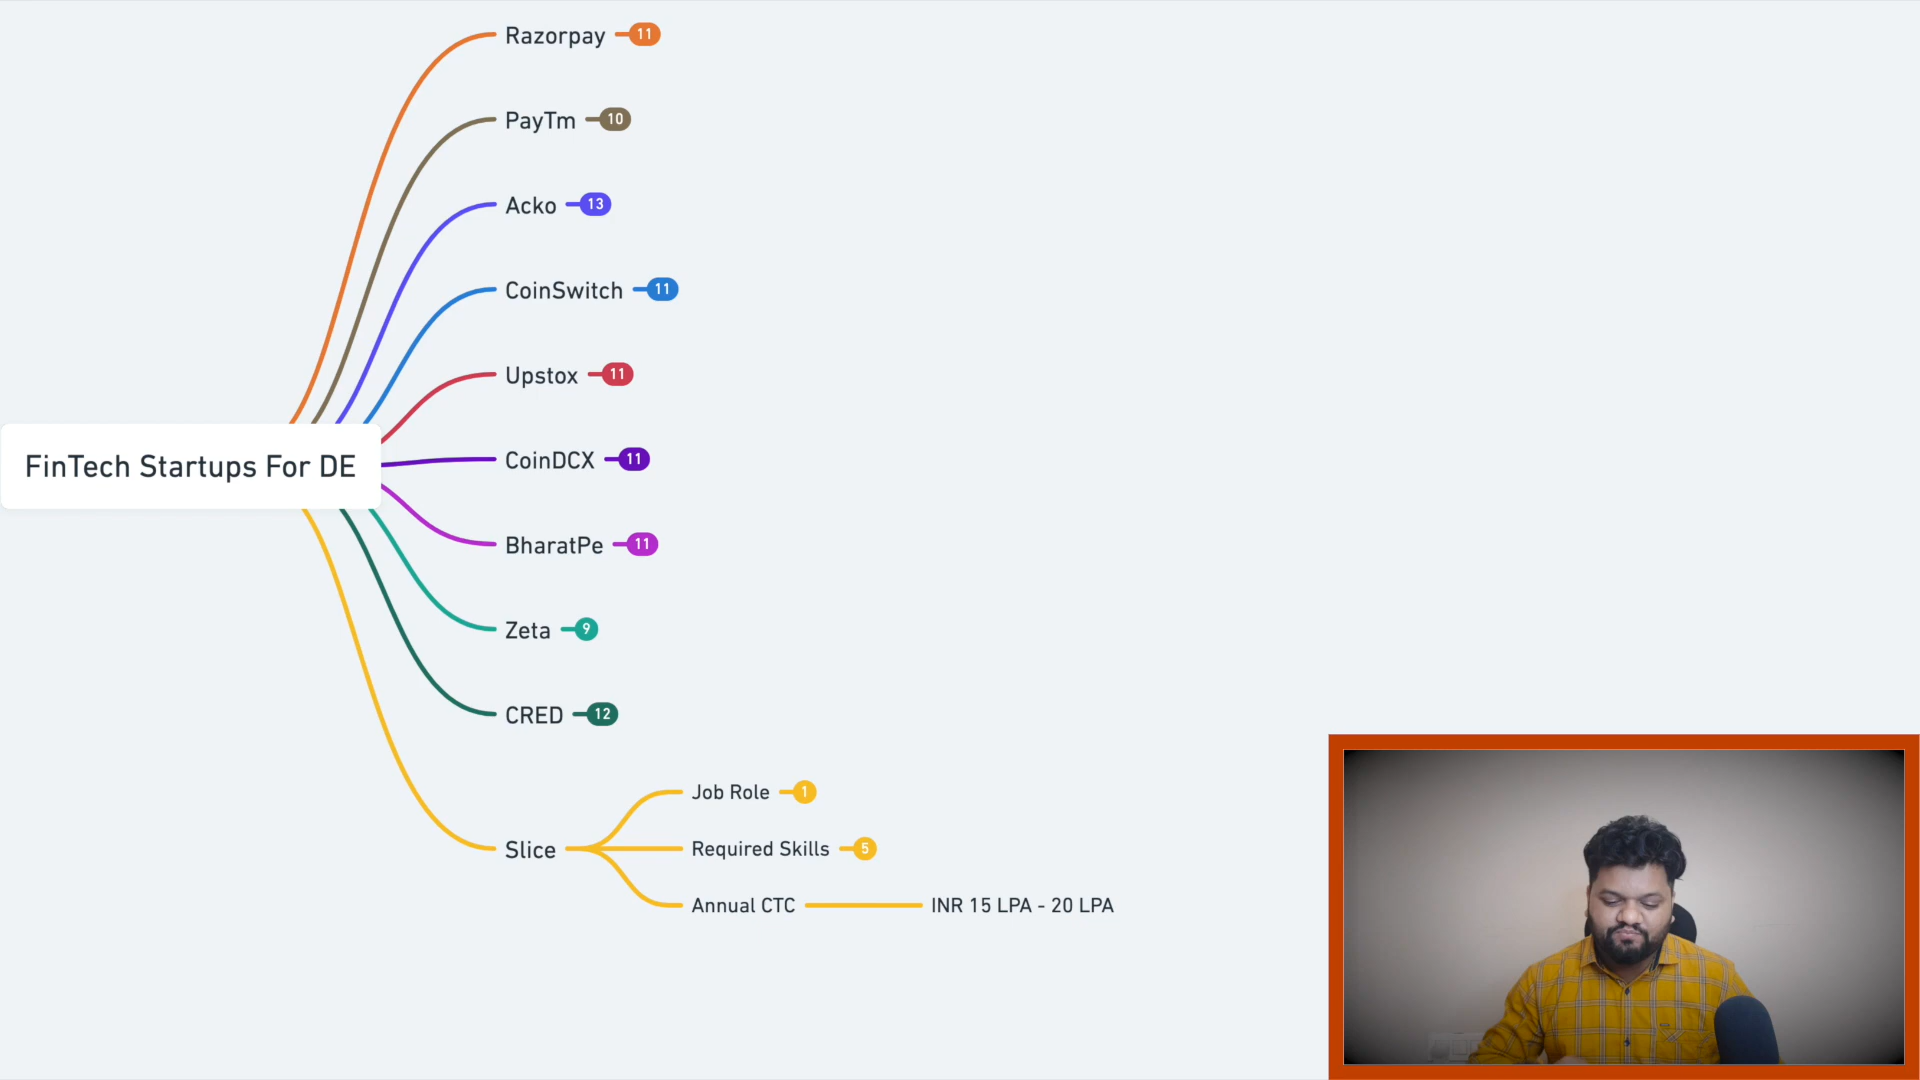 Razorpay 11
PayTm 10
Acko 13
CoinSwitch 11
Upstox 11
FinTech Startups For DE
CoinDCX 11
BharatPe 11
Zeta 9
CRED 12
Slice
Job Role 1
Required Skills 5
Annual CTC INR 15 LPA - 20 LPA